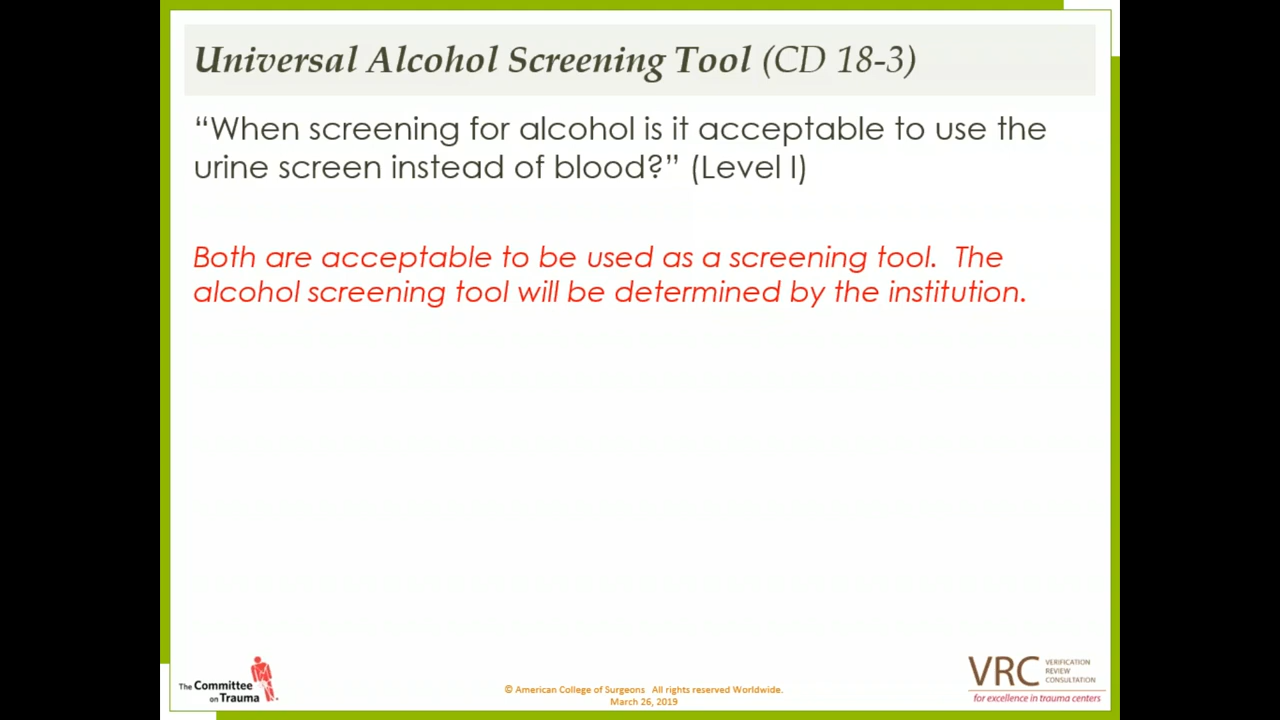 Universal Alcohol Screening Tool (CD 18-3)
“When screening for alcohol is it acceptable to use the
urine screen instead of blood?” (Level I)
Both are acceptable to be used as a screening tool.  The
alcohol screening tool will be determined by the institution.
The Committee
on Trauma
© American College of Surgeons   All rights reserved Worldwide.
March 26, 2019
VRC
VERIFICATION
REVIEW
CONSULTATION
for excellence in trauma centers